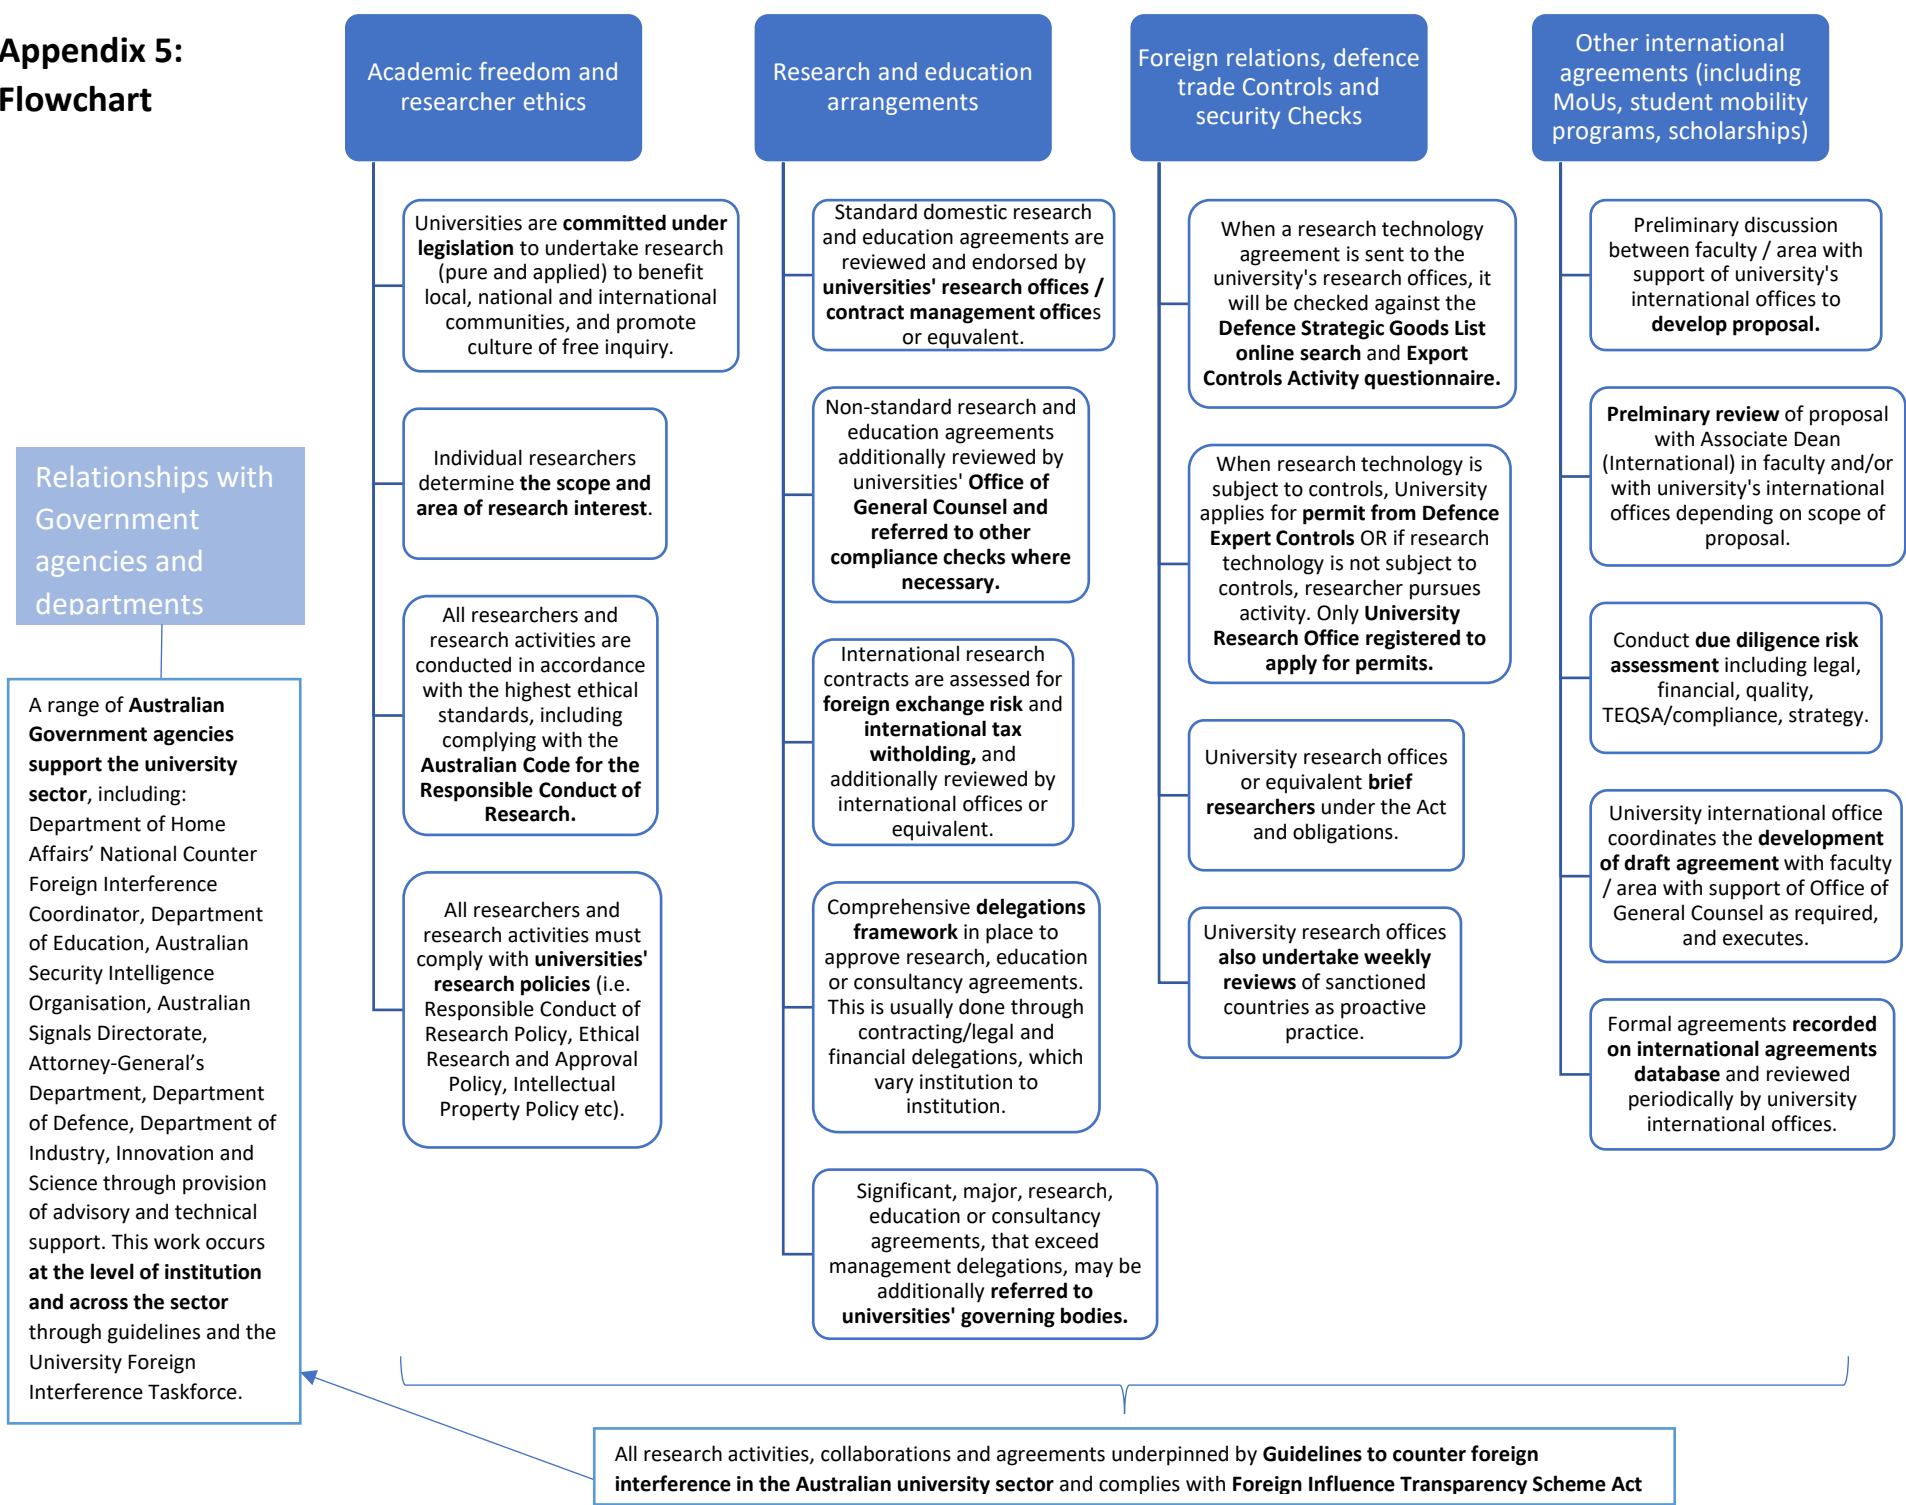 Appendix 5:
Flowchart
Academic freedom and
researcher ethics
Universities are committed under
legislation to undertake research
(pure and applied) to benefit
local, national and international
communities, and promote
culture of free inquiry.
Individual researchers
determine the scope and
area of research interest.
All researchers and
research activities are
conducted in accordance
with the highest ethical
standards, including
complying with the
Australian Code for the
Responsible Conduct of
Research.
All researchers and
research activities must
comply with universities'
research policies (i.e.
Responsible Conduct of
Research Policy, Ethical
Research and Approval
Policy, Intellectual
Property Policy etc).
Research and education
arrangements
Standard domestic research
and education agreements are
reviewed and endorsed by
universities' research offices /
contract management offices
or equvalent.
Non-standard research and
education agreements
additionally reviewed by
universities' Office of
General Counsel and
referred to other
compliance checks where
necessary.
International research
contracts are assessed for
foreign exchange risk and
international tax
witholding, and
additionally reviewed by
international offices or
equivalent.
Comprehensive delegations
framework in place to
approve research, education
or consultancy agreements.
This is usually done through
contracting/legal and
financial delegations, which
vary institution to
institution.
Significant, major, research,
education or consultancy
agreements, that exceed
management delegations, may be
additionally referred to
universities' governing bodies.
Foreign relations, defence
trade Controls and
security Checks
When a research technology
agreement is sent to the
university's research offices, it
will be checked against the
Defence Strategic Goods List
online search and Export
Controls Activity questionnaire.
When research technology is
subject to controls, University
applies for permit from Defence
Expert Controls OR if research
technology is not subject to
controls, researcher pursues
activity. Only University
Research Office registered to
apply for permits.
University research offices
or equivalent brief
researchers under the Act
and obligations.
University research offices
also undertake weekly
reviews of sanctioned
countries as proactive
practice.
Other international
agreements (including
MoUs, student mobility
programs, scholarships)
Preliminary discussion
between faculty / area with
support of university's
international offices to
develop proposal.
Prelminary review of proposal
with Associate Dean
(International) in faculty and/or
with university's international
offices depending on scope of
proposal.
Conduct due diligence risk
assessment including legal,
financial, quality,
TEQSA/compliance, strategy.
University international office
coordinates the development
of draft agreement with faculty
/ area with support of Office of
General Counsel as required,
and executes.
Formal agreements recorded
on international agreements
database and reviewed
periodically by university
international offices.
Relationships with
Government
agencies and
departments
A range of Australian
Government agencies
support the university
sector, including:
Department of Home
Affairs’ National Counter
Foreign Interference
Coordinator, Department
of Education, Australian
Security Intelligence
Organisation, Australian
Signals Directorate,
Attorney-General’s
Department, Department
of Defence, Department of
Industry, Innovation and
Science through provision
of advisory and technical
support. This work occurs
at the level of institution
and across the sector
through guidelines and the
University Foreign
Interference Taskforce.
All research activities, collaborations and agreements underpinned by Guidelines to counter foreign
interference in the Australian university sector and complies with Foreign Influence Transparency Scheme Act